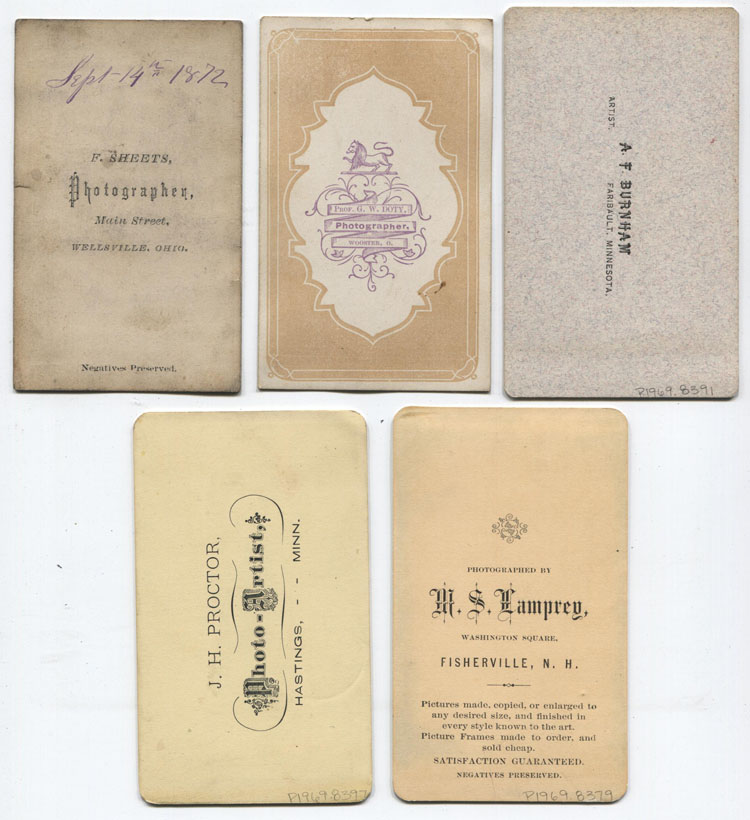 Sept 14th 1872
F. SHEETS,
Photographer,
Main Street,
WELLSVILLE, OHIO.
Negatives Preserved.
PROF. G. W. DOTY,
Photographer,
WOOSTER, O.
ARTIST.
A. F. BURNHAM
FARIBAULT, MINNESOTA.
P1969.8391
J. H. PROCTOR,
Photo-Artist,
HASTINGS, - - MINN.
P1969.8397
PHOTOGRAPHED BY
M. S. Lamprey,
WASHINGTON SQUARE,
FISHERVILLE, N. H.
Pictures made, copied, or enlarged to
any desired size, and finished in
every style known to the art.
Picture Frames made to order, and
sold cheap.
SATISFACTION GUARANTEED.
NEGATIVES PRESERVED.
P1969.8379